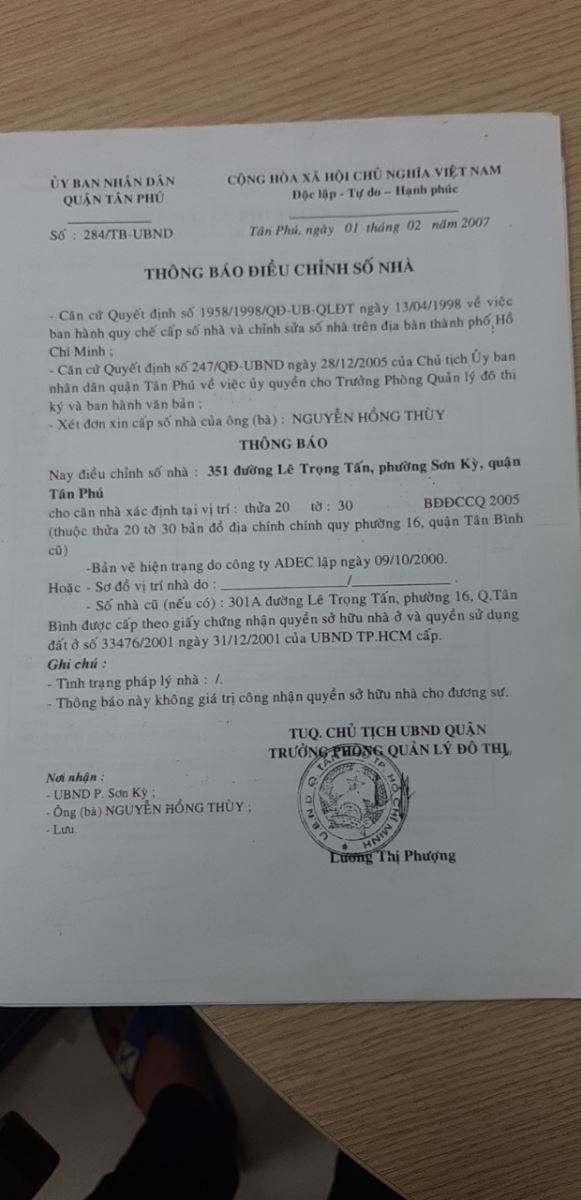 ỦY BAN NHÂN DÂN
QUẬN TÂN PHÚ
Số : 284/TB-UBND
CỘNG HÒA XÃ HỘI CHỦ NGHĨA VIỆT NAM
Độc lập - Tự do – Hạnh phúc
Tân Phú, ngày 01 tháng 02 năm 2007
THÔNG BÁO ĐIỀU CHỈNH SỐ NHÀ
- Căn cứ Quyết định số 1958/1998/QĐ-UB-QLĐT ngày 13/04/1998 về việc
ban hành quy chế cấp số nhà và chỉnh sửa số nhà trên địa bàn thành phố Hồ
Chí Minh ;
- Căn cứ Quyết định số 247/QĐ-UBND ngày 28/12/2005 của Chủ tịch Ủy ban
nhân dân quận Tân Phú về việc ủy quyền cho Trưởng Phòng Quản lý đô thị
ký và ban hành văn bản ;
- Xét đơn xin cấp số nhà của ông (bà) : NGUYỄN HỒNG THÙY
THÔNG BÁO
Nay điều chỉnh số nhà : 351 đường Lê Trọng Tấn, phường Sơn Kỳ, quận
Tân Phú
cho căn nhà xác định tại vị trí : thửa 20 tờ : 30 BĐĐCCQ 2005
(thuộc thửa 20 tờ 30 bản đồ địa chính chính quy phường 16, quận Tân Bình
cũ)
-Bản vẽ hiện trạng do công ty ADEC lập ngày 09/10/2000.
Hoặc - Sơ đồ vị trí nhà do : ______________/______________ .
- Số nhà cũ (nếu có) : 301A đường Lê Trọng Tấn, phường 16, Q.Tân
Bình được cấp theo giấy chứng nhận quyền sở hữu nhà ở và quyền sử dụng
đất ở số 33476/2001 ngày 31/12/2001 của UBND TP.HCM cấp.
Ghi chú :
- Tình trạng pháp lý nhà : /.
- Thông báo này không giá trị công nhận quyền sở hữu nhà cho đương sự.
TUQ. CHỦ TỊCH UBND QUẬN
TRƯỞNG PHÒNG QUẢN LÝ ĐÔ THỊ
Nơi nhận :
- UBND P. Sơn Kỳ ;
- Ông (bà) NGUYỄN HỒNG THÙY ;
- Lưu.
U.B.N.D Q TÂN PHÚ TP HỒ CHÍ MINH
Lương Thị Phượng